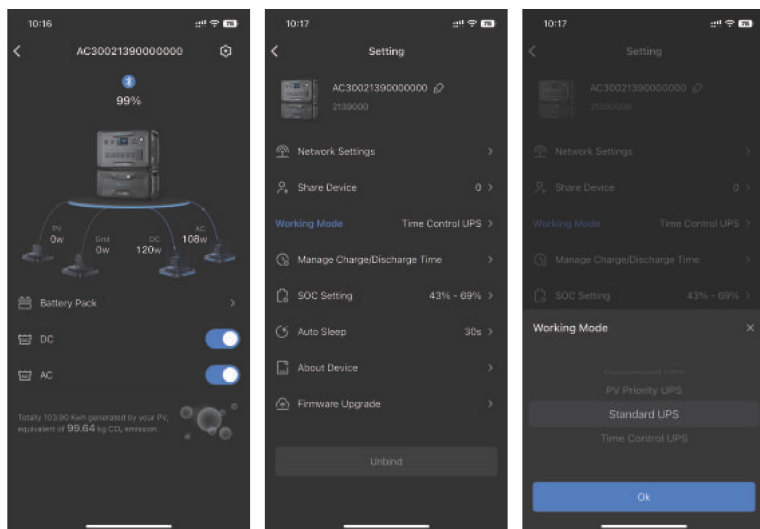 10:16
76
AC30021390000000
99%
PV
0w
Grid
0w
DC
120w
AC
108w
Battery Pack
DC
AC
Totally 103.90 Kwh generated by your PV,
equivalent of 99.64 kg CO₂ emission.
10:17
76
Setting
AC30021390000000
2139000
Network Settings
Share Device 0
Working Mode Time Control UPS
Manage Charge/Discharge Time
SOC Setting 43% - 69%
Auto Sleep 30s
About Device
Firmware Upgrade
Unbind
10:17
76
Setting
AC30021390000000
Network Settings
Share Device 0
Working Mode Time Control UPS
Manage Charge/Discharge Time
SOC Setting 43% - 69%
Working Mode
PV Priority UPS
Standard UPS
Time Control UPS
Ok